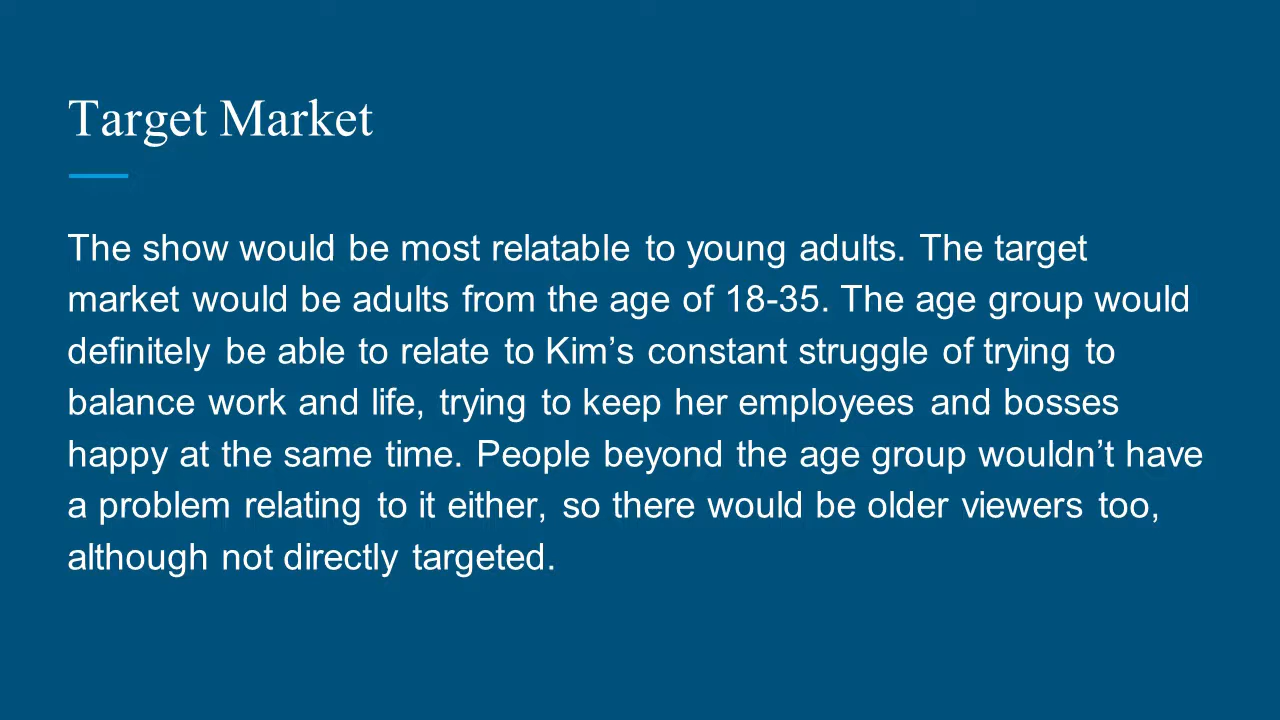 Target Market
The show would be most relatable to young adults. The target
market would be adults from the age of 18-35. The age group would
definitely be able to relate to Kim’s constant struggle of trying to
balance work and life, trying to keep her employees and bosses
happy at the same time. People beyond the age group wouldn’t have
a problem relating to it either, so there would be older viewers too,
although not directly targeted.